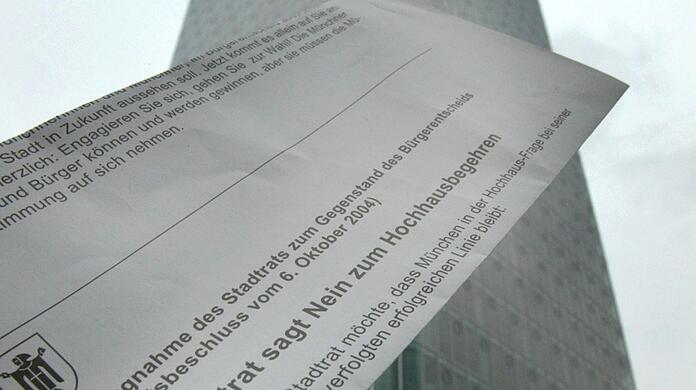 Stadt in Zukunft aussehen soll. Jetzt kommt es allem auf Sie an
erzlich: Engagieren Sie sich, gehen Sie zur Wahl! Die Münchner
und Bürger können und werden gewinnen, aber sie müssen die Mü-
immung auf sich nehmen.
gnahme des Stadtrats zum Gegenstand des Bürgerentscheids
sbeschluss vom 6. Oktober 2004)
trat sagt Nein zum Hochhausbegehren
Stadtrat möchte, dass München in der Hochhaus-Frage bei seiner
verfolgten erfolgreichen Linie bleibt: